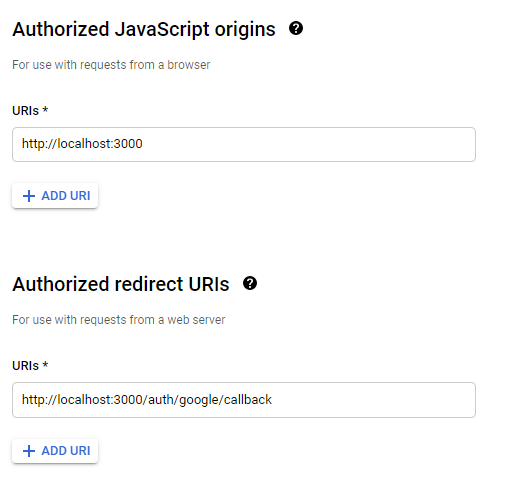 Authorized JavaScript origins ?
For use with requests from a browser
URIs *
http://localhost:3000
+ ADD URI
Authorized redirect URIs ?
For use with requests from a web server
URIs *
http://localhost:3000/auth/google/callback
+ ADD URI